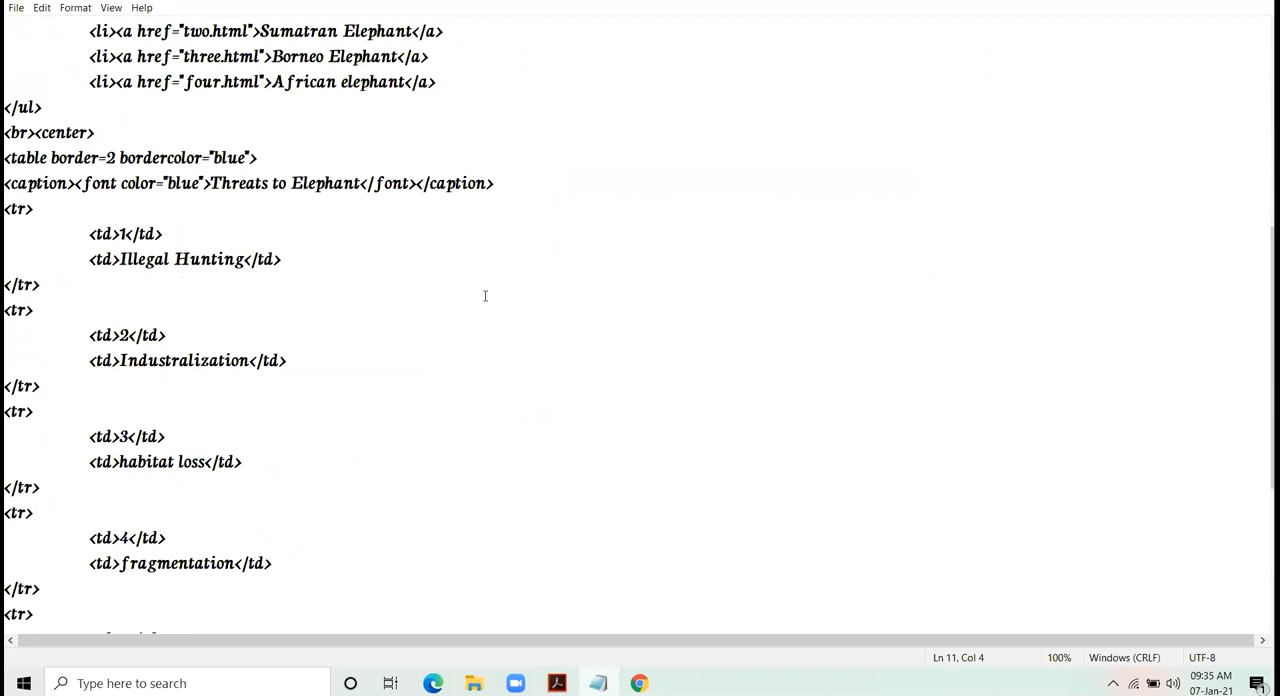 File Edit Format View Help
<li><a href="two.html">Sumatran Elephant</a>
<li><a href="three.html">Borneo Elephant</a>
<li><a href="four.html">African elephant</a>
</ul>
<br><center>
<table border=2 bordercolor="blue">
<caption><font color="blue">Threats to Elephant</font></caption>
<tr>
<td>1</td>
<td>Illegal Hunting</td>
</tr>
<tr>
<td>2</td>
<td>Industralization</td>
</tr>
<tr>
<td>3</td>
<td>habitat loss</td>
</tr>
<tr>
<td>4</td>
<td>fragmentation</td>
</tr>
<tr>
Ln 11, Col 4 100% Windows (CRLF) UTF-8
Type here to search
09:35 AM
07-Jan-21